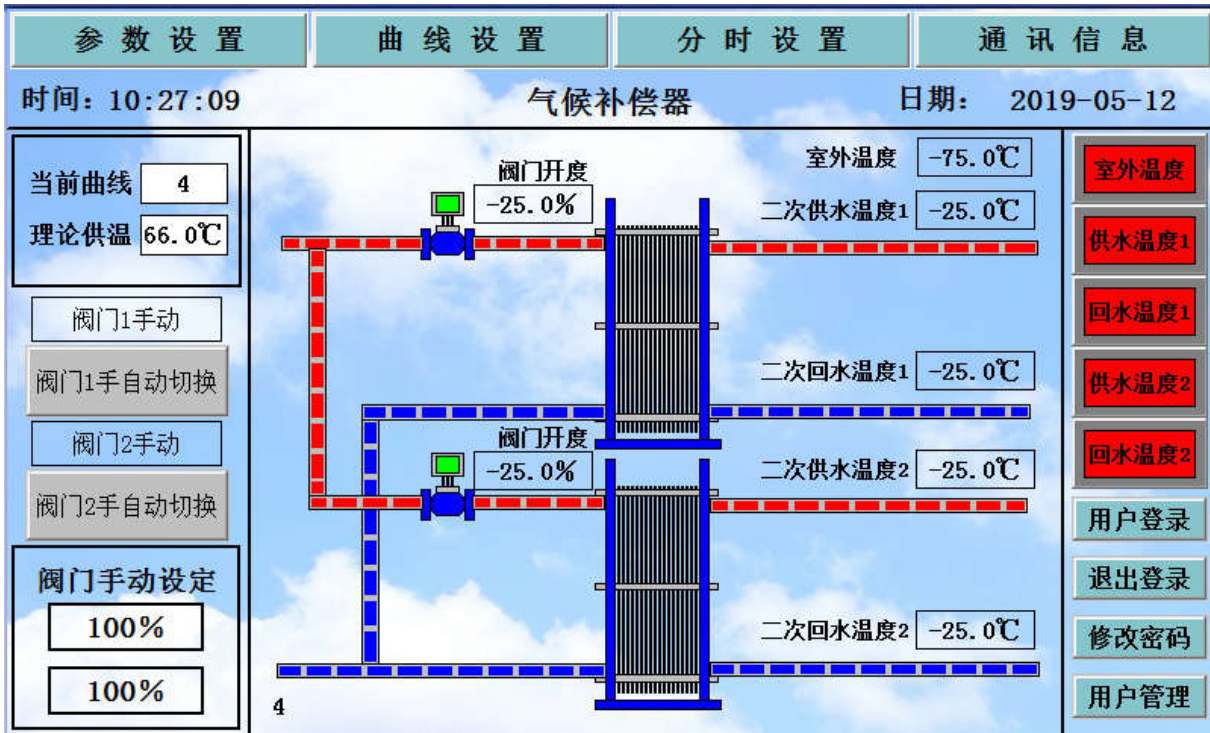 参数设置
曲线设置
分时设置
通讯信息
时间：10:27:09
气候补偿器
日期： 2019-05-12
当前曲线 4
理论供温 66.0℃
阀门1手动
阀门1手自动切换
阀门2手动
阀门2手自动切换
阀门手动设定
100%
100%
阀门开度
-25.0%
室外温度 -75.0℃
二次供水温度1 -25.0℃
二次回水温度1 -25.0℃
阀门开度
-25.0%
二次供水温度2 -25.0℃
二次回水温度2 -25.0℃
4
室外温度
供水温度1
回水温度1
供水温度2
回水温度2
用户登录
退出登录
修改密码
用户管理